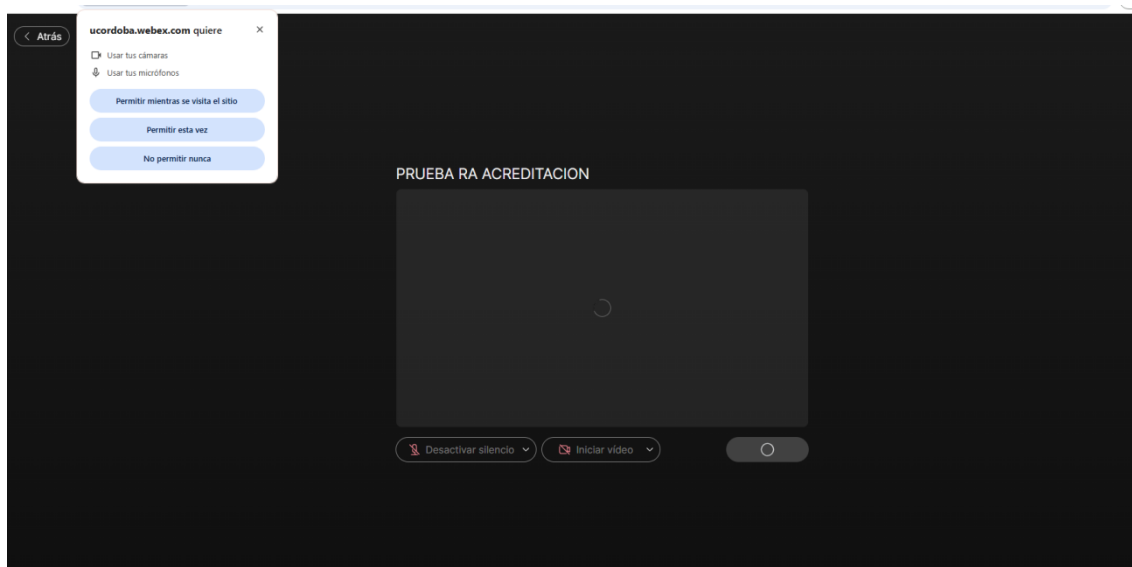 Atrás
ucordoba.webex.com quiere
Usar tus cámaras
Usar tus micrófonos
Permitir mientras se visita el sitio
Permitir esta vez
No permitir nunca
PRUEBA RA ACREDITACION
Desactivar silencio
Iniciar vídeo